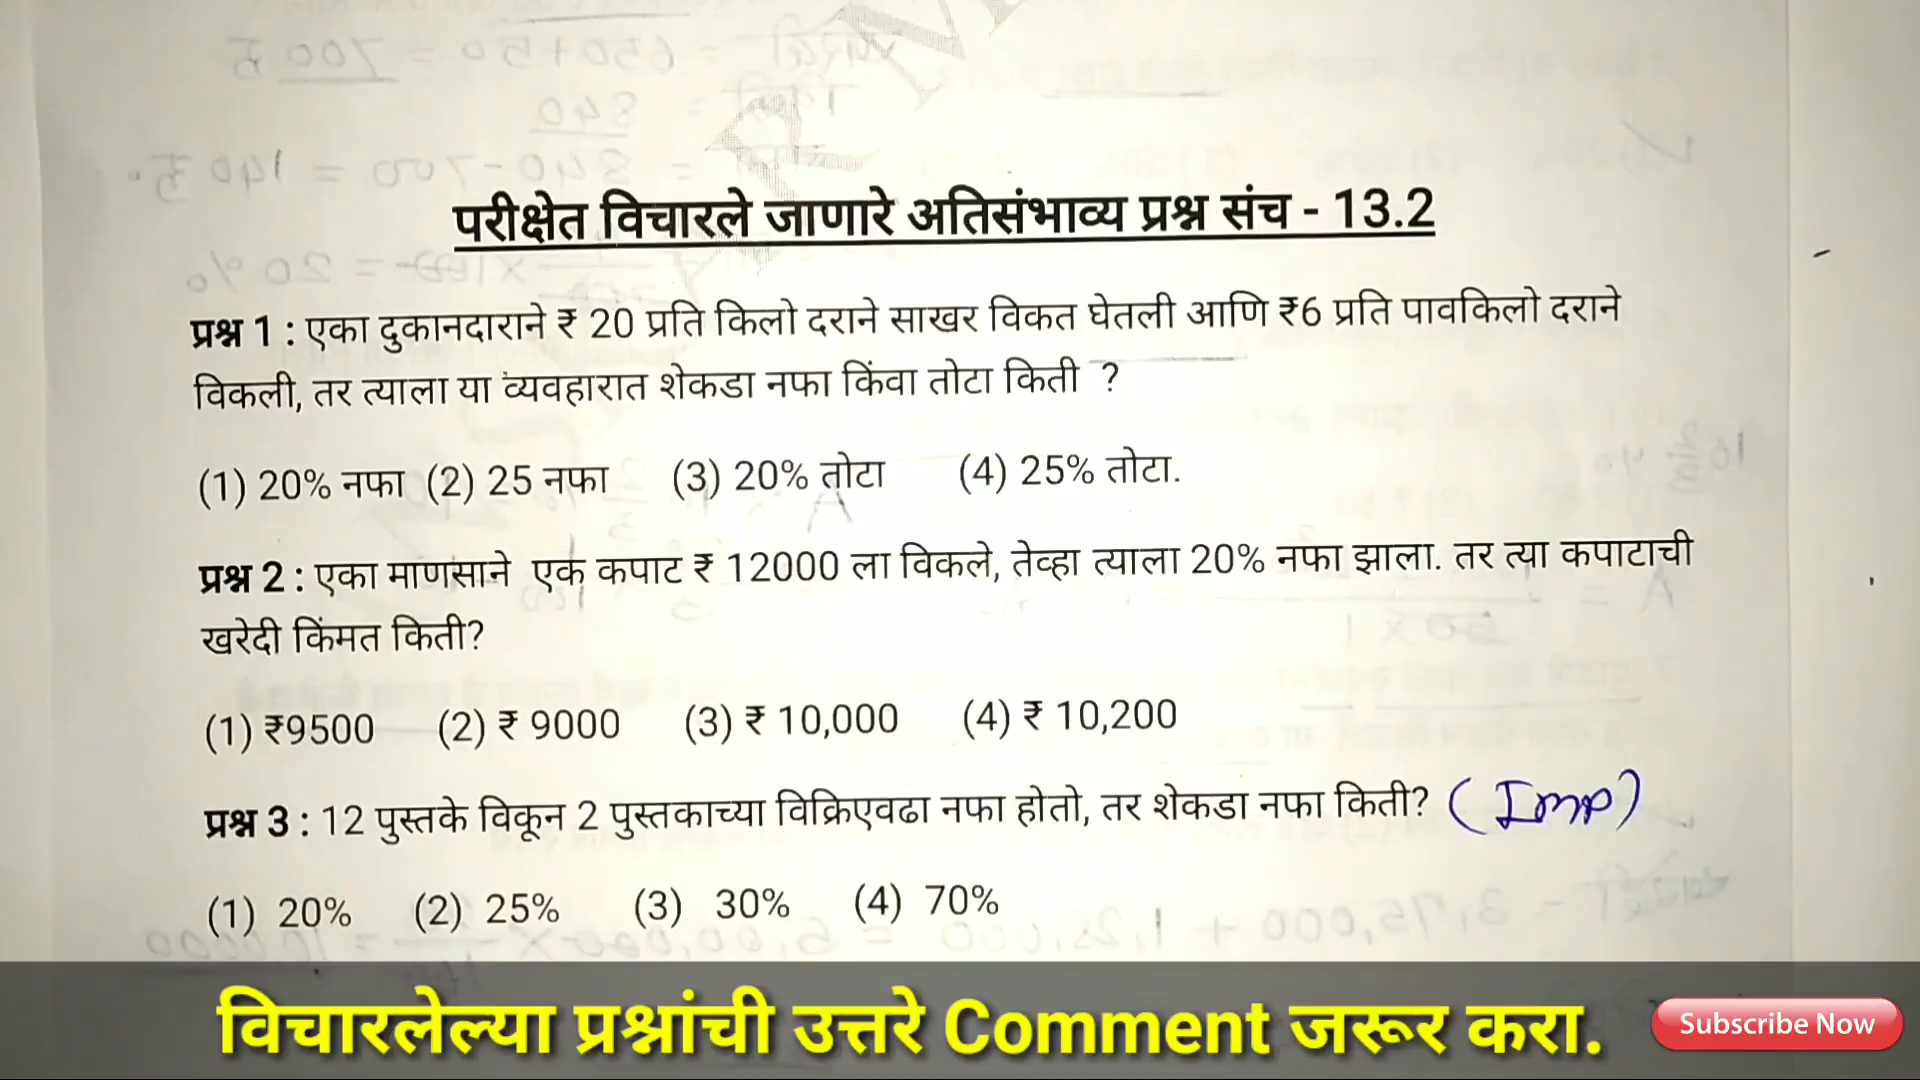 परीक्षेत विचारले जाणारे अतिसंभाव्य प्रश्न संच - 13.2
प्रश्न 1 : एका दुकानदाराने ₹ 20 प्रति किलो दराने साखर विकत घेतली आणि ₹6 प्रति पावकिलो दराने
विकली, तर त्याला या व्यवहारात शेकडा नफा किंवा तोटा किती ?
(1) 20% नफा (2) 25 नफा (3) 20% तोटा (4) 25% तोटा.
प्रश्न 2 : एका माणसाने एक कपाट ₹ 12000 ला विकले, तेव्हा त्याला 20% नफा झाला. तर त्या कपाटाची
खरेदी किंमत किती?
(1) ₹9500 (2) ₹ 9000 (3) ₹ 10,000 (4) ₹ 10,200
प्रश्न 3 : 12 पुस्तके विकून 2 पुस्तकाच्या विक्रिएवढा नफा होतो, तर शेकडा नफा किती? (Imp)
(1) 20% (2) 25% (3) 30% (4) 70%
विचारलेल्या प्रश्नांची उत्तरे Comment जरूर करा.
Subscribe Now